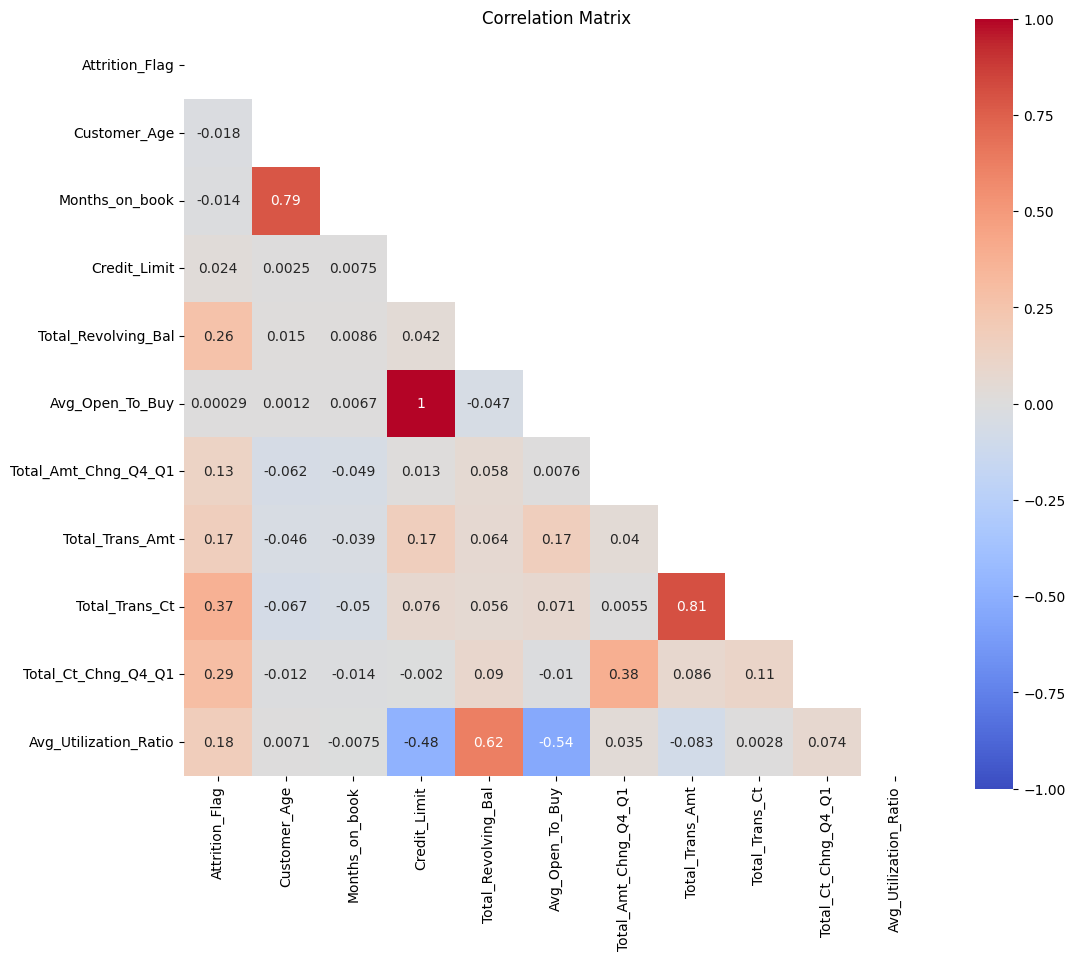 Correlation Matrix
Attrition_Flag
Customer_Age -0.018
Months_on_book -0.014 0.79
Credit_Limit 0.024 0.0025 0.0075
Total_Revolving_Bal 0.26 0.015 0.0086 0.042
Avg_Open_To_Buy 0.00029 0.0012 0.0067 1 -0.047
Total_Amt_Chng_Q4_Q1 0.13 -0.062 -0.049 0.013 0.058 0.0076
Total_Trans_Amt 0.17 -0.046 -0.039 0.17 0.064 0.17 0.04
Total_Trans_Ct 0.37 -0.067 -0.05 0.076 0.056 0.071 0.0055 0.81
Total_Ct_Chng_Q4_Q1 0.29 -0.012 -0.014 -0.002 0.09 -0.01 0.38 0.086 0.11
Avg_Utilization_Ratio 0.18 0.0071 -0.0075 -0.48 0.62 -0.54 0.035 -0.083 0.0028 0.074
Attrition_Flag
Customer_Age
Months_on_book
Credit_Limit
Total_Revolving_Bal
Avg_Open_To_Buy
Total_Amt_Chng_Q4_Q1
Total_Trans_Amt
Total_Trans_Ct
Total_Ct_Chng_Q4_Q1
Avg_Utilization_Ratio
1.00
0.75
0.50
0.25
0.00
−0.25
−0.50
−0.75
−1.00